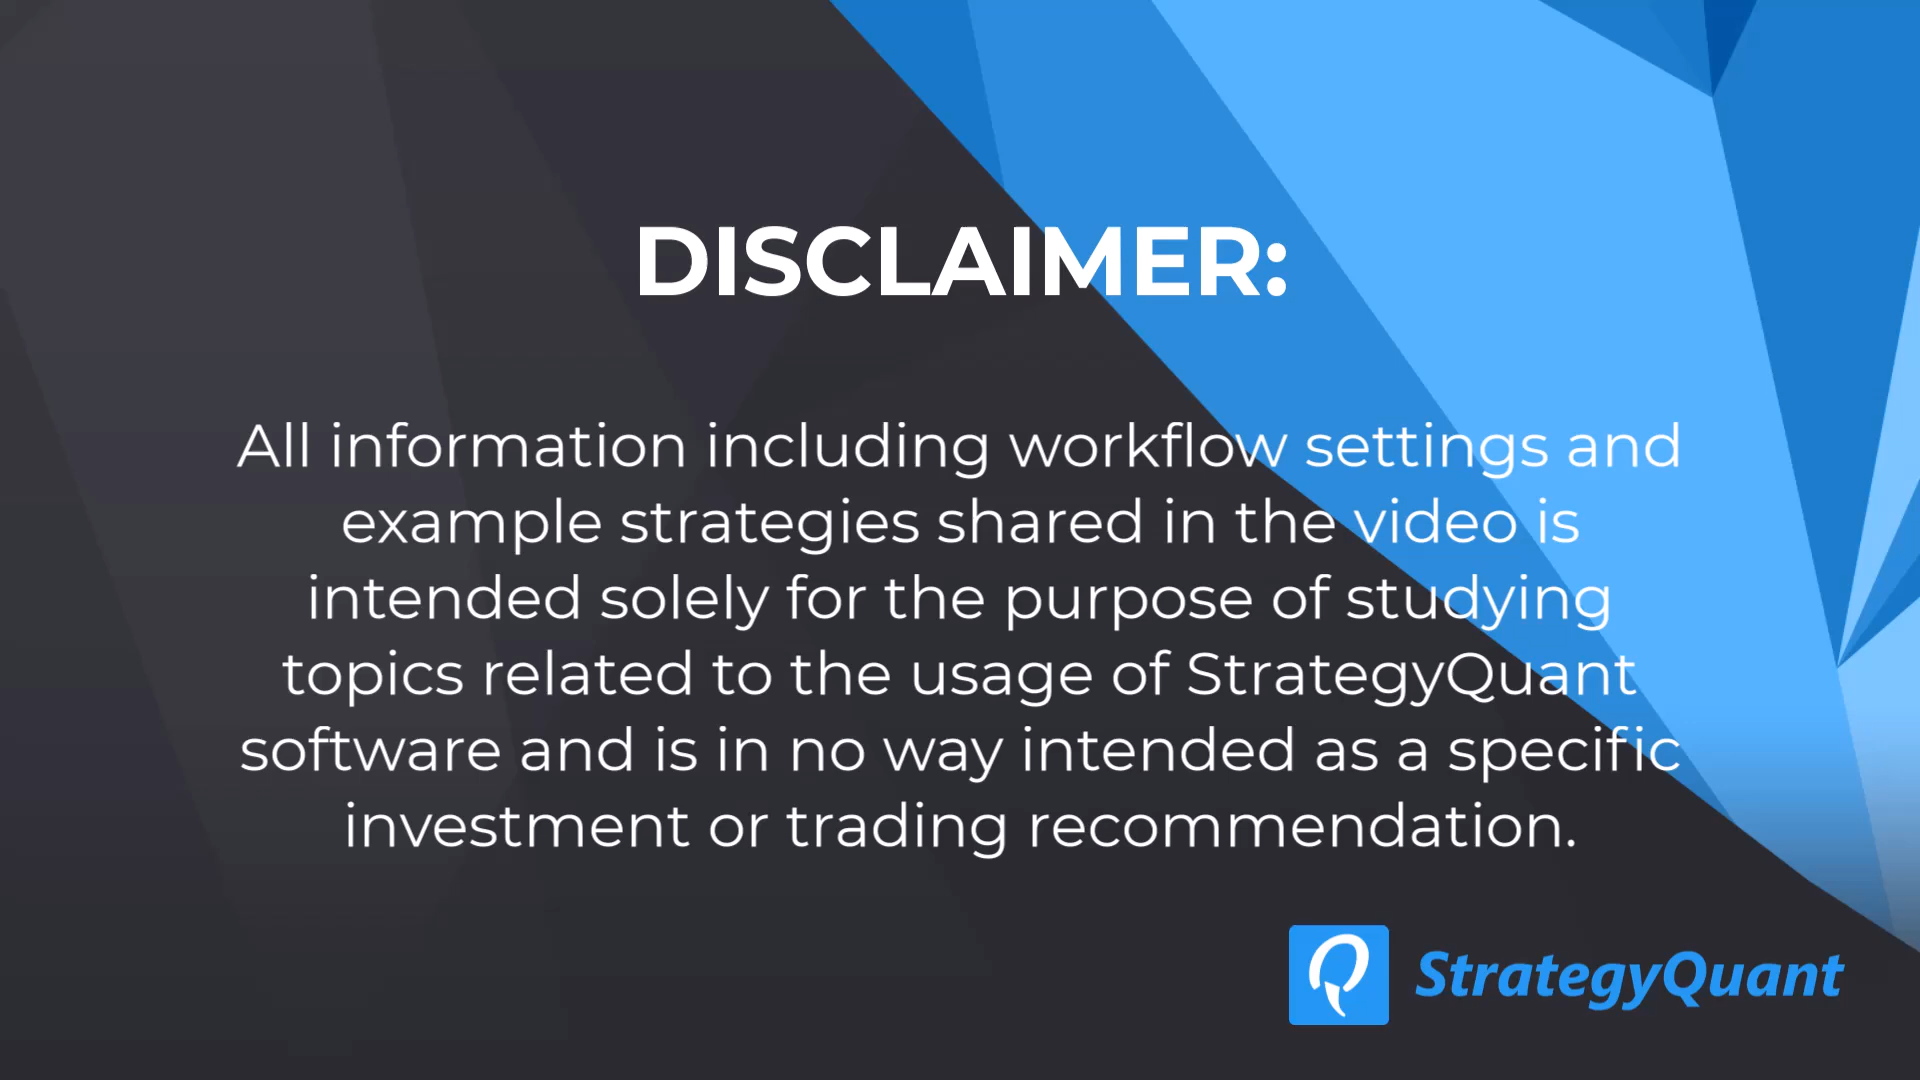 DISCLAIMER:
All information including workflow settings and
example strategies shared in the video is
intended solely for the purpose of studying
topics related to the usage of StrategyQuant
software and is in no way intended as a specific
investment or trading recommendation.
StrategyQuant